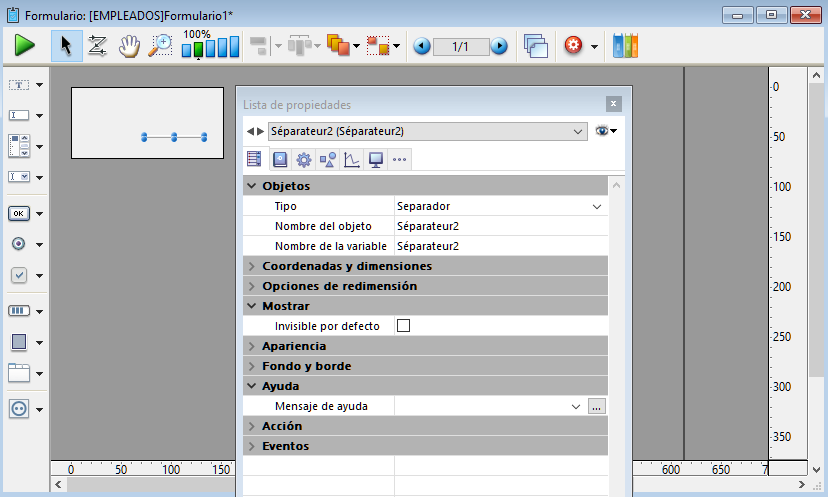 Formulario: [EMPLEADOS]Formulario1*
100%
1/1
T
OK
Lista de propiedades
Séparateur2 (Séparateur2)
Objetos
Tipo Separador
Nombre del objeto Séparateur2
Nombre de la variable Séparateur2
Coordenadas y dimensiones
Opciones de redimensión
Mostrar
Invisible por defecto
Apariencia
Fondo y borde
Ayuda
Mensaje de ayuda ...
Acción
Eventos
0
50
100
150
200
250
300
350
0 50 100 150 600 650 7